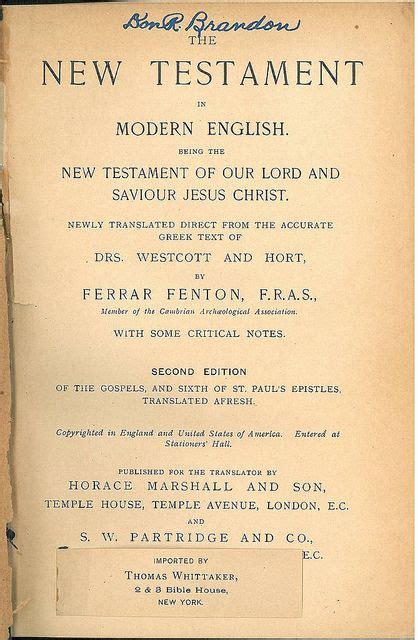 Don R. Brandon
THE
NEW TESTAMENT
IN
MODERN ENGLISH.
BEING THE
NEW TESTAMENT OF OUR LORD AND
SAVIOUR JESUS CHRIST.
NEWLY TRANSLATED DIRECT FROM THE ACCURATE
GREEK TEXT OF
DRS. WESTCOTT AND HORT,
BY
FERRAR FENTON, F.R.A.S.,
Member of the Cambrian Archæological Association.
WITH SOME CRITICAL NOTES.
SECOND EDITION
OF THE GOSPELS, AND SIXTH OF ST. PAUL'S EPISTLES,
TRANSLATED AFRESH.
Copyrighted in England and United States of America. Entered at
Stationers' Hall.
PUBLISHED FOR THE TRANSLATOR BY
HORACE MARSHALL AND SON,
TEMPLE HOUSE, TEMPLE AVENUE, LONDON, E.C.
AND
S. W. PARTRIDGE AND CO.,
E.C.
IMPORTED BY
THOMAS WHITTAKER,
2 & 3 Bible House,
NEW YORK.